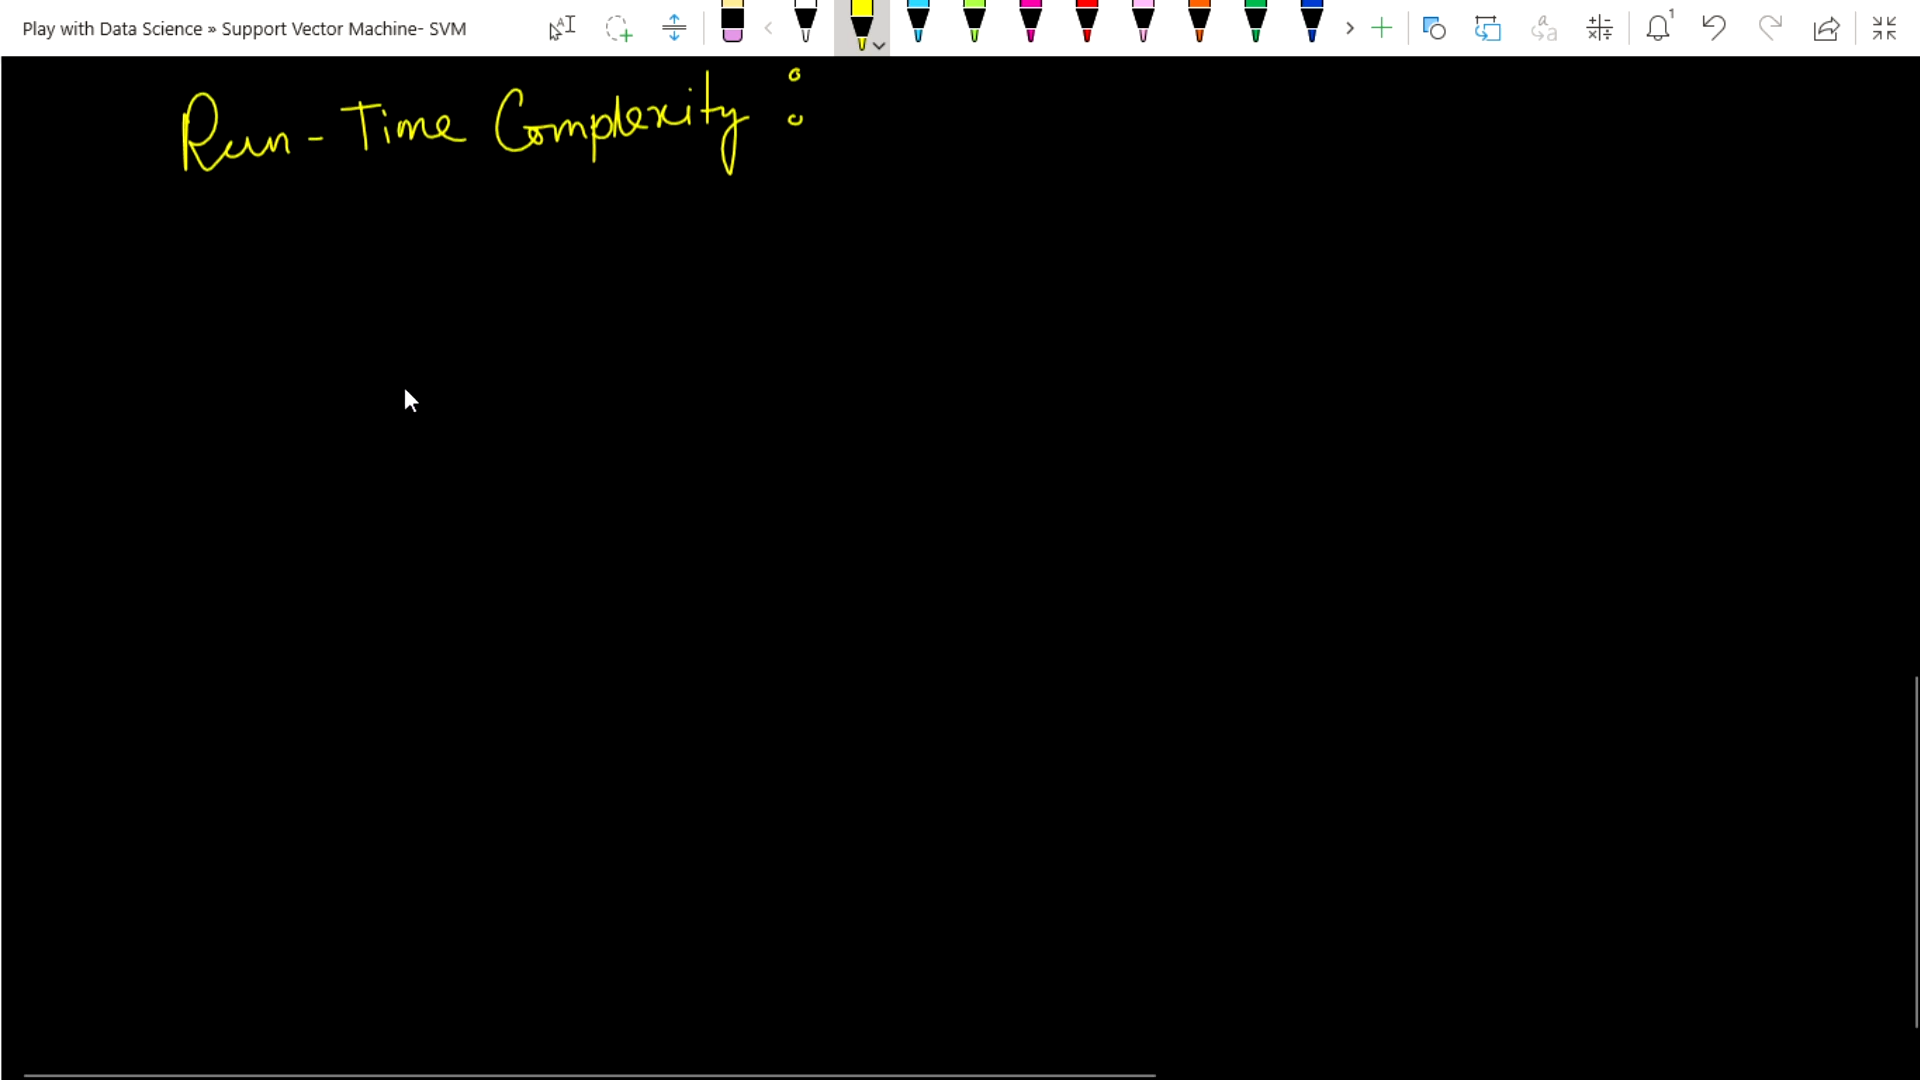 Play with Data Science » Support Vector Machine- SVM
Run-Time Complexity :